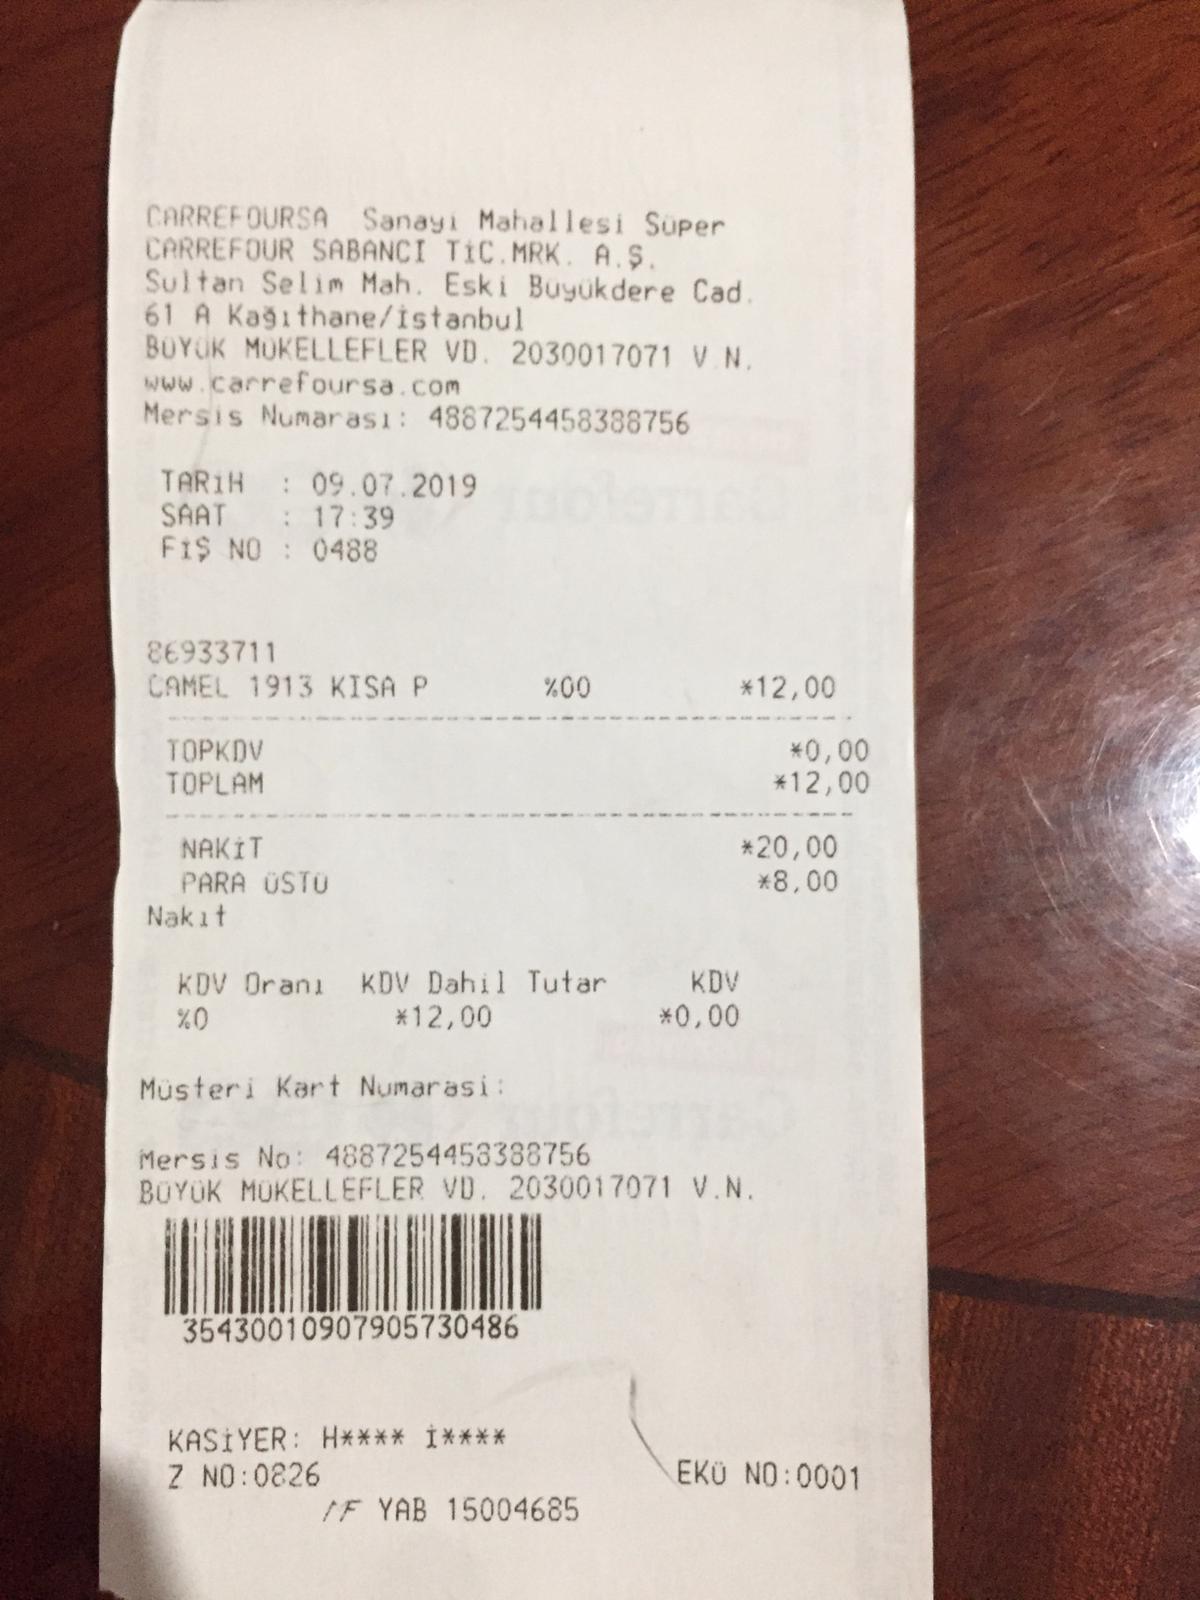 CARREFOURSA Sanayi Mahallesi Süper
CARREFOUR SABANCI TİC.MRK. A.Ş.
Sultan Selim Mah. Eski Büyükdere Cad.
61 A Kağıthane/İstanbul
BÜYÜK MÜKELLEFLER VD. 2030017071 V.N.
www.carrefoursa.com
Mersis Numarası: 4887254458388756
TARİH : 09.07.2019
SAAT : 17:39
FİŞ NO : 0488
86933711
CAMEL 1913 KISA P %00 *12,00
TOPKDV *0,00
TOPLAM *12,00
NAKİT *20,00
PARA ÜSTÜ *8,00
Nakıt
KDV Oranı KDV Dahil Tutar KDV
%0 *12,00 *0,00
Müsteri Kart Numarasi:
Mersis No: 4887254458388756
BÜYÜK MÜKELLEFLER VD. 2030017071 V.N.
35430010907905730486
KASİYER: H**** İ****
Z NO:0826 EKÜ NO:0001
YAB 15004685